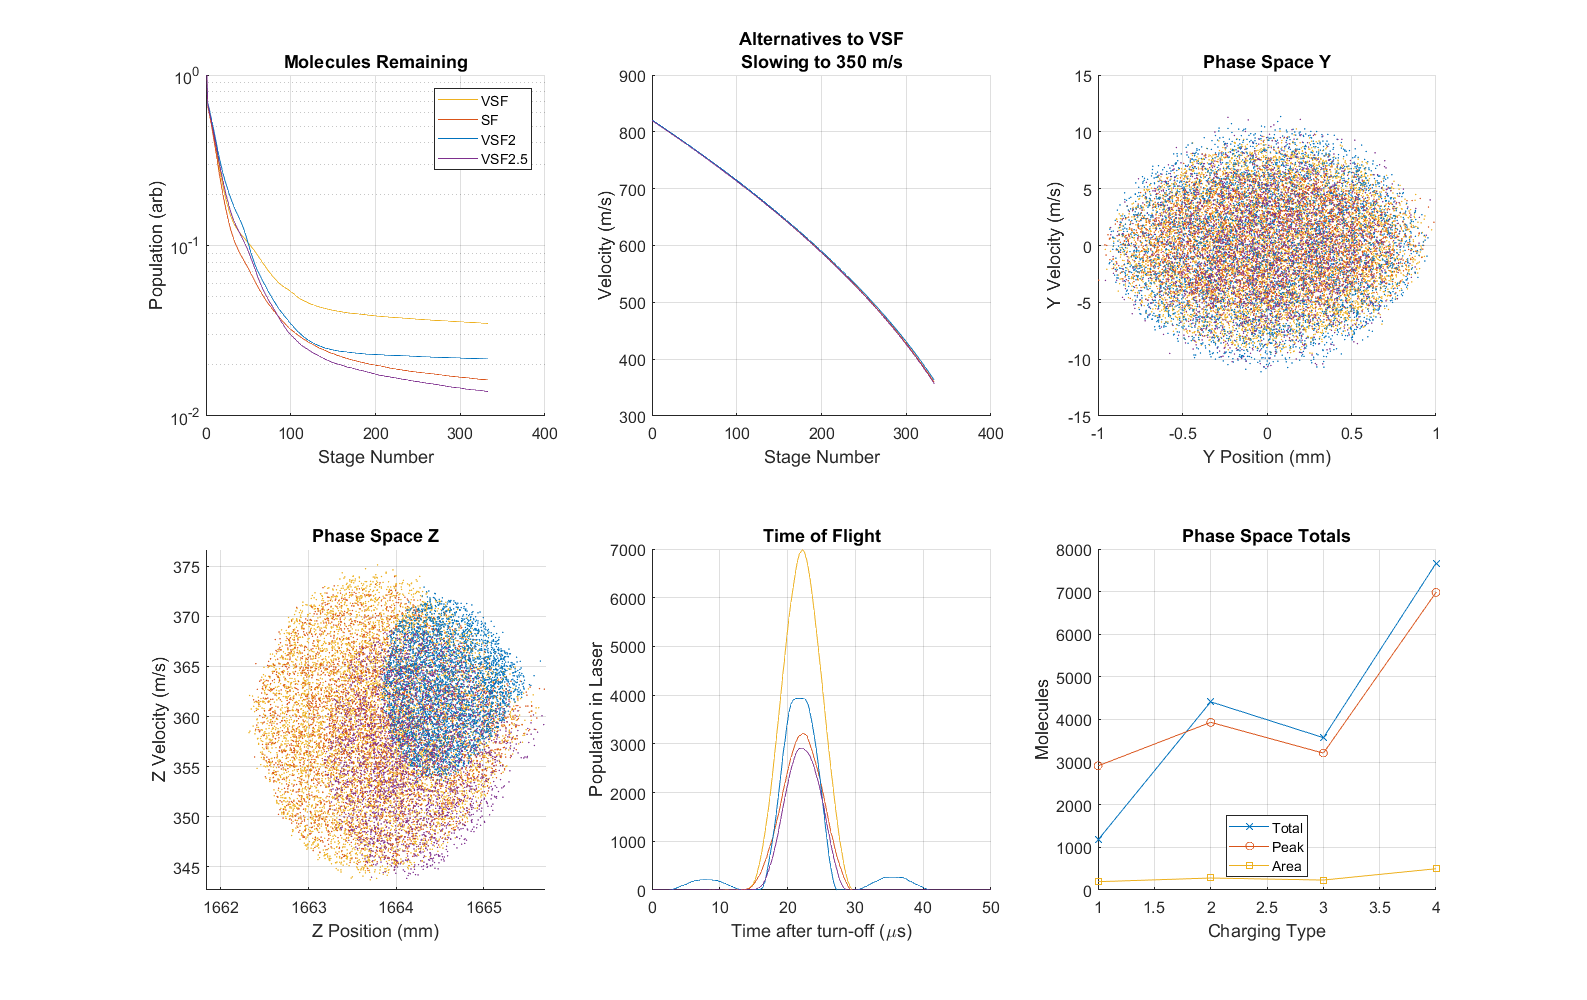 Molecules Remaining
10^0
10^-1
10^-2
Population (arb)
0 100 200 300 400
Stage Number
VSF
SF
VSF2
VSF2.5
Alternatives to VSF
Slowing to 350 m/s
900
800
700
600
500
400
300
Velocity (m/s)
0 100 200 300 400
Stage Number
Phase Space Y
15
10
5
0
-5
-10
-15
Y Velocity (m/s)
-1 -0.5 0 0.5 1
Y Position (mm)
Phase Space Z
375
370
365
360
355
350
345
Z Velocity (m/s)
1662 1663 1664 1665
Z Position (mm)
Time of Flight
7000
6000
5000
4000
3000
2000
1000
0
Population in Laser
0 10 20 30 40 50
Time after turn-off (μs)
Phase Space Totals
8000
7000
6000
5000
4000
3000
2000
1000
0
Molecules
1 1.5 2 2.5 3 3.5 4
Charging Type
Total
Peak
Area